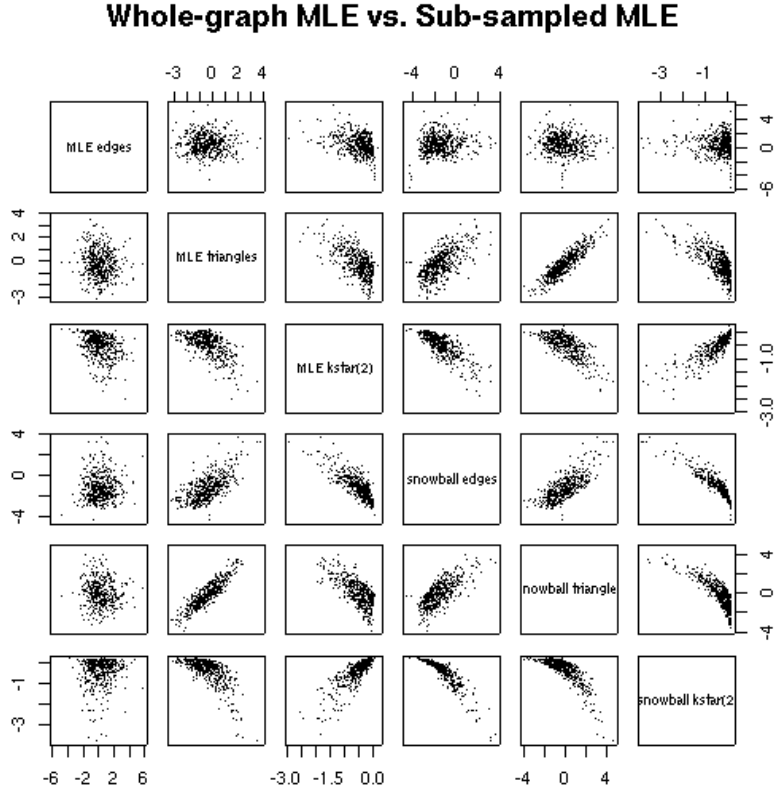 Whole-graph MLE vs. Sub-sampled MLE
-3 0 2 4
-4 0 4
-3 -1
MLE edges
4 0 -6
4 2 0 -3
MLE triangles
MLE kstar(2)
-1.0 -3.0
4 0 -4
snowball edges
nowball triangle
4 0 -4
-1 -3
snowball kstar(2
-6 -2 2 6
-3.0 -1.5 0.0
-4 0 4